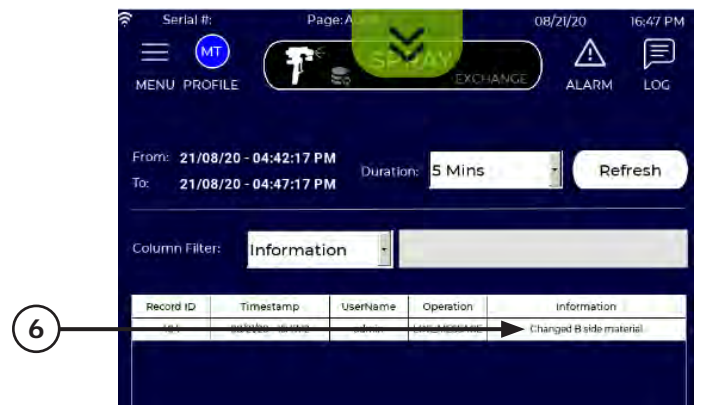 Serial #: Page: 08/21/20 16:47 PM
MT
SPRAY
EXCHANGE
MENU PROFILE ALARM LOG
From: 21/08/20 - 04:42:17 PM
Duration: 5 Mins Refresh
To: 21/08/20 - 04:47:17 PM
Column Filter: Information
Record ID Timestamp UserName Operation Information
6 admin Changed B side material